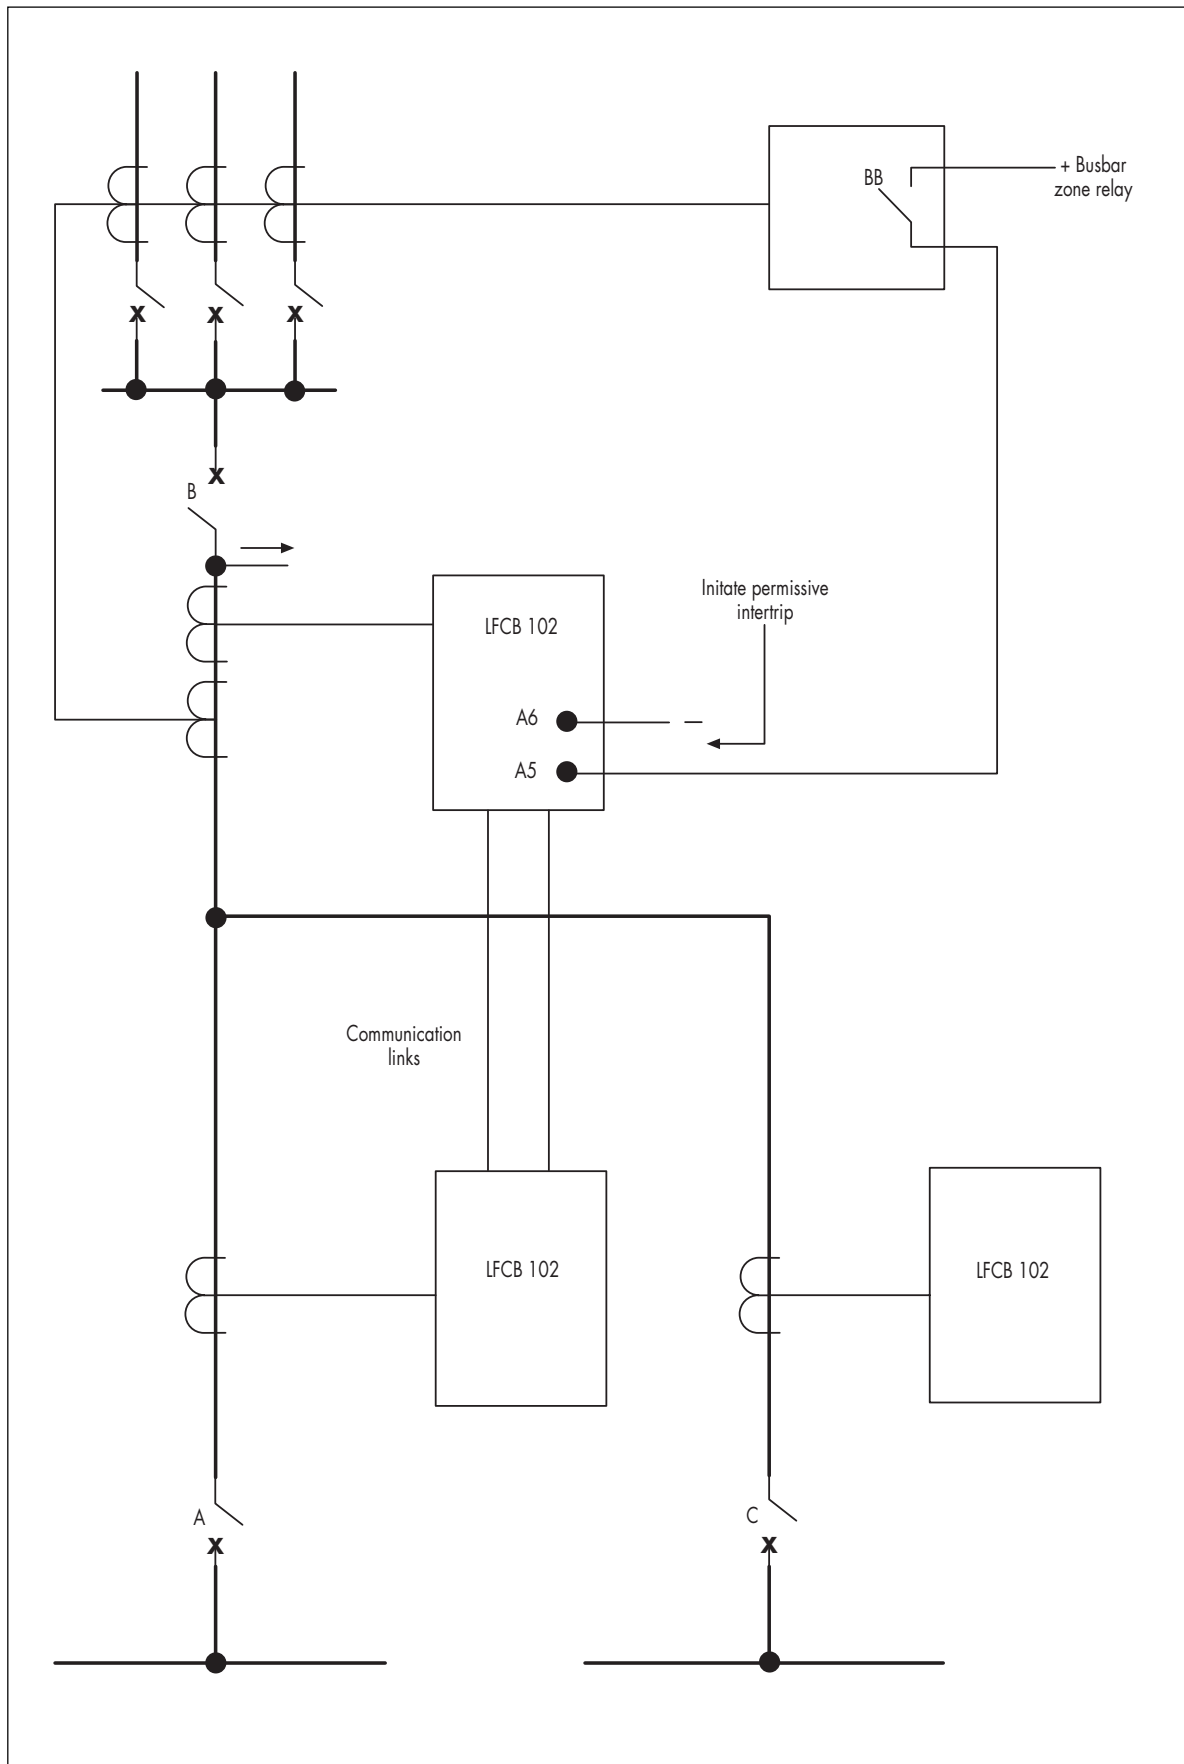 BB
+ Busbar
zone relay
B
LFCB 102
Initate permissive
intertrip
A6
A5
Communication
links
LFCB 102
LFCB 102
A
C